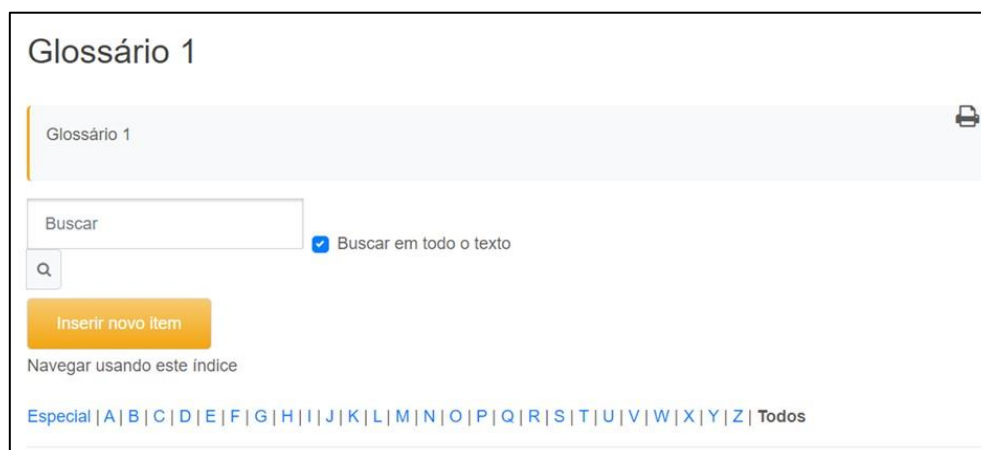 Glossário 1
Glossário 1
Buscar
Buscar em todo o texto
Inserir novo item
Navegar usando este índice
Especial | A | B | C | D | E | F | G | H | I | J | K | L | M | N | O | P | Q | R | S | T | U | V | W | X | Y | Z | Todos